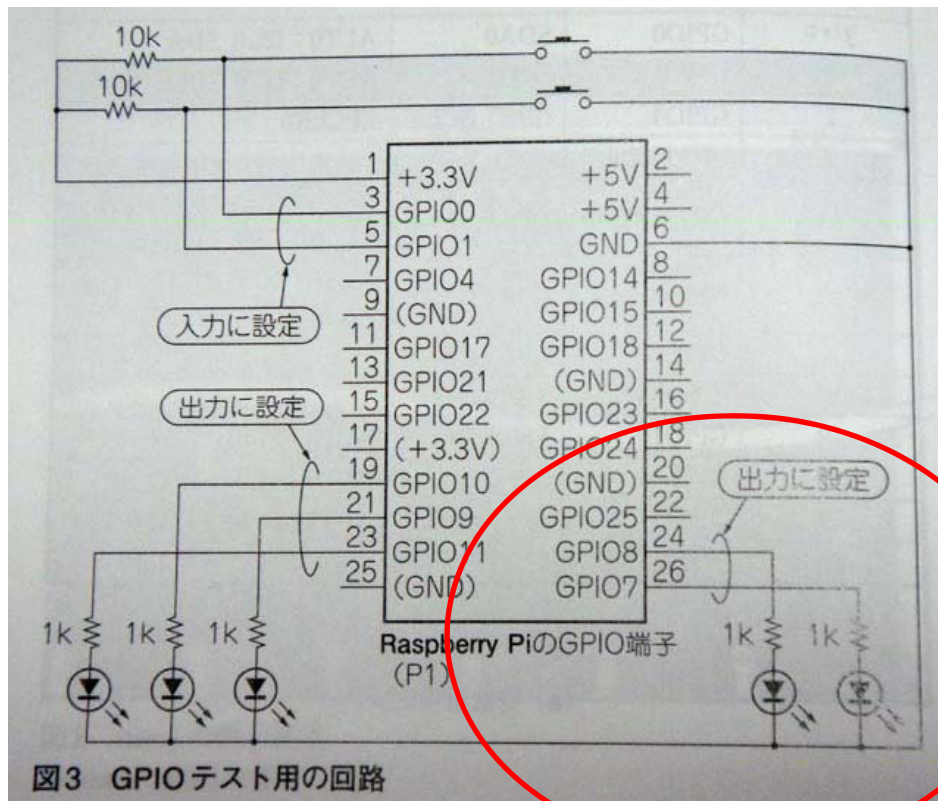 10k
10k
1 +3.3V +5V 2
3 GPIO0 +5V 4
5 GPIO1 GND 6
7 GPIO4 GPIO14 8
9 (GND) GPIO15 10
入力に設定
11 GPIO17 GPIO18 12
13 GPIO21 (GND) 14
出力に設定
15 GPIO22 GPIO23 16
17 (+3.3V) GPIO24 18
19 GPIO10 (GND) 20
出力に設定
21 GPIO9 GPIO25 22
23 GPIO11 GPIO8 24
25 (GND) GPIO7 26
1k 1k 1k 1k 1k
Raspberry PiのGPIO端子
(P1)
図3 GPIOテスト用の回路